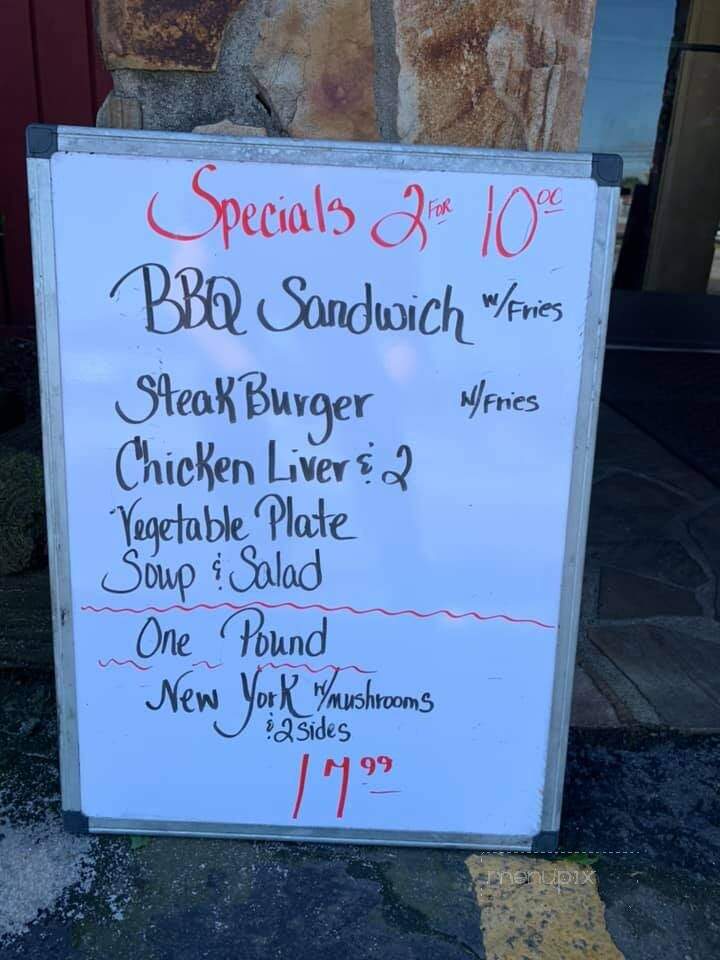 Specials 2 FOR 10.00
BBQ Sandwich w/Fries
Steak Burger w/Fries
Chicken Liver & 2
Vegetable Plate
Soup & Salad
One Pound
New York w/mushrooms
& 2 sides
17.99
menupix